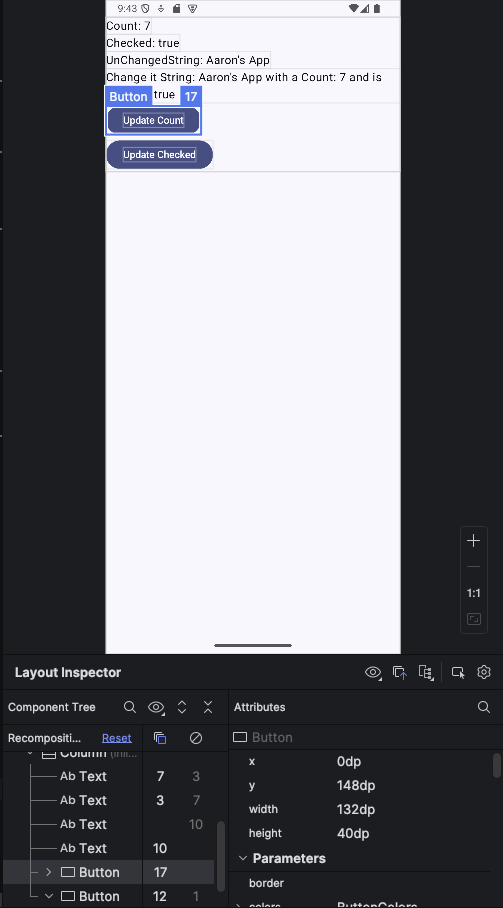 9:43
Count: 7
Checked: true
UnChangedString: Aaron's App
Change it String: Aaron's App with a Count: 7 and is
Button true 17
Update Count
Update Checked
1:1
Layout Inspector
Component Tree
Recompositi... Reset
Column
Ab Text 7 3
Ab Text 3 7
Ab Text 10
Ab Text 10
Button 17
Button 12 1
Attributes
Button
x 0dp
y 148dp
width 132dp
height 40dp
Parameters
border
colors ButtonColors